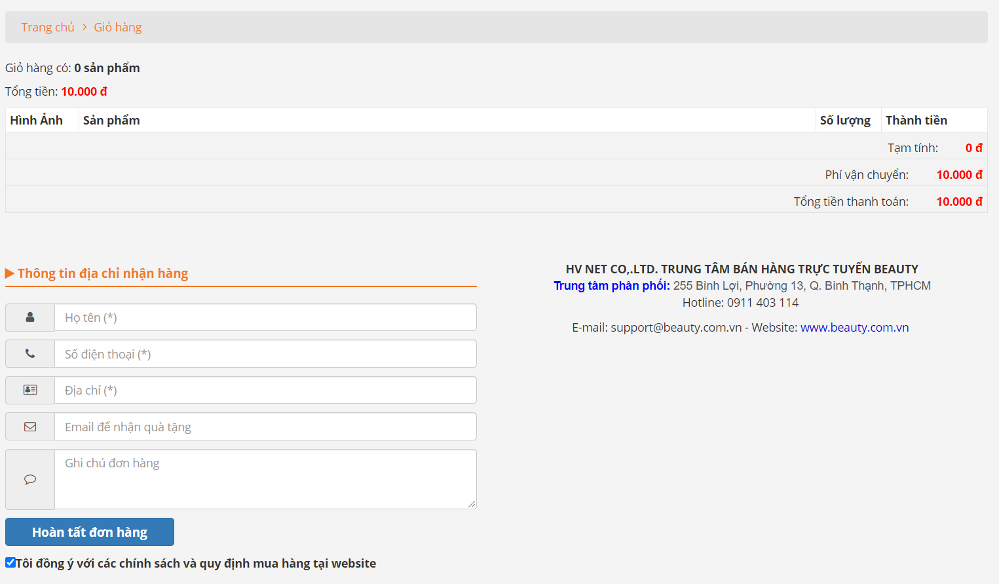 Trang chủ > Giỏ hàng
Giỏ hàng có: 0 sản phẩm
Tổng tiền: 10.000 đ
Hình Ảnh Sản phẩm Số lượng Thành tiền
Tạm tính: 0 đ
Phí vận chuyển: 10.000 đ
Tổng tiền thanh toán: 10.000 đ
Thông tin địa chỉ nhận hàng
Họ tên (*)
Số điện thoại (*)
Địa chỉ (*)
Email để nhận quà tặng
Ghi chú đơn hàng
Hoàn tất đơn hàng
Tôi đồng ý với các chính sách và quy định mua hàng tại website
HV NET CO,.LTD. TRUNG TÂM BÁN HÀNG TRỰC TUYẾN BEAUTY
Trung tâm phân phối: 255 Bình Lợi, Phường 13, Q. Bình Thạnh, TPHCM
Hotline: 0911 403 114
E-mail: support@beauty.com.vn - Website: www.beauty.com.vn